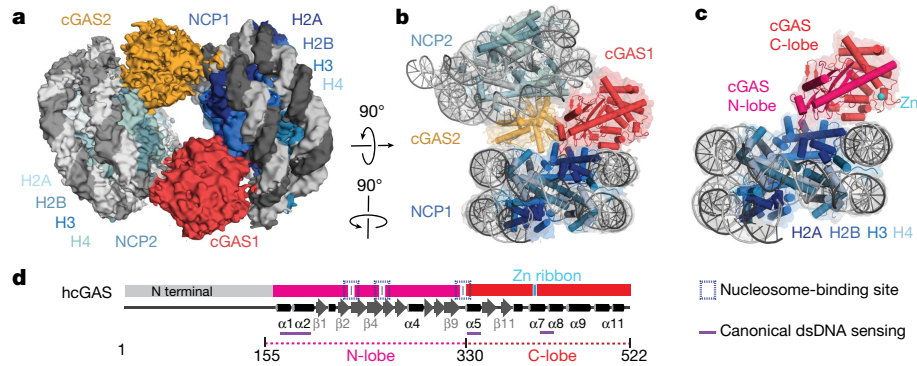 a
cGAS2
NCP1
H2A
H2B
H3
H4
H2A
H2B
H3
H4
NCP2
cGAS1
90°
90°
b
NCP2
cGAS1
cGAS2
NCP1
c
cGAS
C-lobe
cGAS
N-lobe
Zn
H2A H2B H3 H4
d
Zn ribbon
hcGAS
N terminal
α1 α2 β1 β2 β4 α4 β9 α5 β11 α7 α8 α9 α11
N-lobe
C-lobe
1 155 330 522
Nucleosome-binding site
Canonical dsDNA sensing